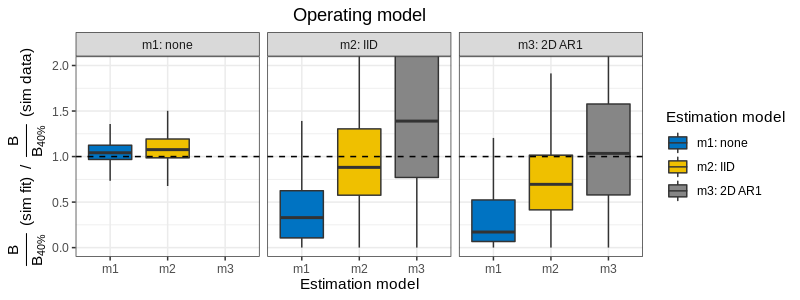 Operating model
m1: none
m2: IID
m3: 2D AR1
B
B40%
(sim fit) /
B
B40%
(sim data)
2.0
1.5
1.0
0.5
0.0
m1 m2 m3
m1 m2 m3
m1 m2 m3
Estimation model
Estimation model
m1: none
m2: IID
m3: 2D AR1